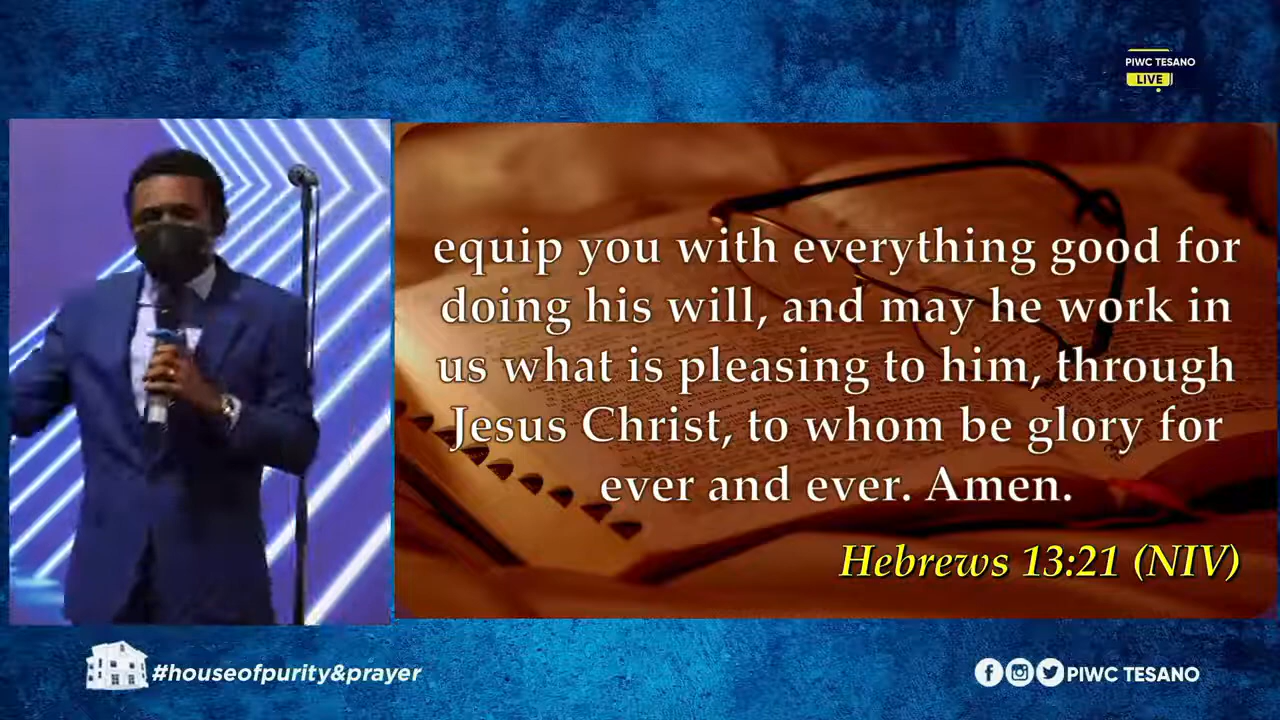 PIWC TESANO
LIVE
equip you with everything good for
doing his will, and may he work in
us what is pleasing to him, through
Jesus Christ, to whom be glory for
ever and ever. Amen.
Hebrews 13:21 (NIV)
#houseofpurity&prayer
PIWC TESANO